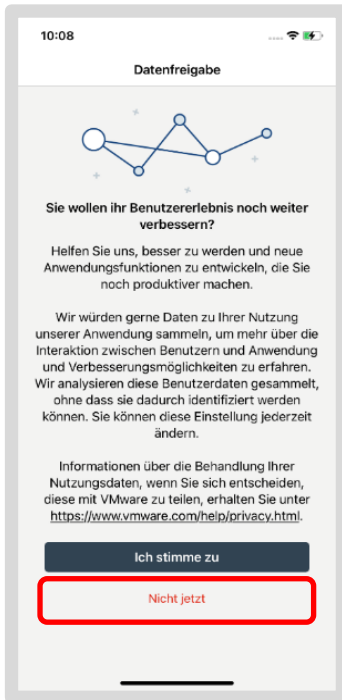 10:08
Datenfreigabe
Sie wollen ihr Benutzererlebnis noch weiter
verbessern?
Helfen Sie uns, besser zu werden und neue
Anwendungsfunktionen zu entwickeln, die Sie
noch produktiver machen.
Wir würden gerne Daten zu Ihrer Nutzung
unserer Anwendung sammeln, um mehr über die
Interaktion zwischen Benutzern und Anwendung
und Verbesserungsmöglichkeiten zu erfahren.
Wir analysieren diese Benutzerdaten gesammelt,
ohne dass sie dadurch identifiziert werden
können. Sie können diese Einstellung jederzeit
ändern.
Informationen über die Behandlung Ihrer
Nutzungsdaten, wenn Sie sich entscheiden,
diese mit VMware zu teilen, erhalten Sie unter
https://www.vmware.com/help/privacy.html.
Ich stimme zu
Nicht jetzt